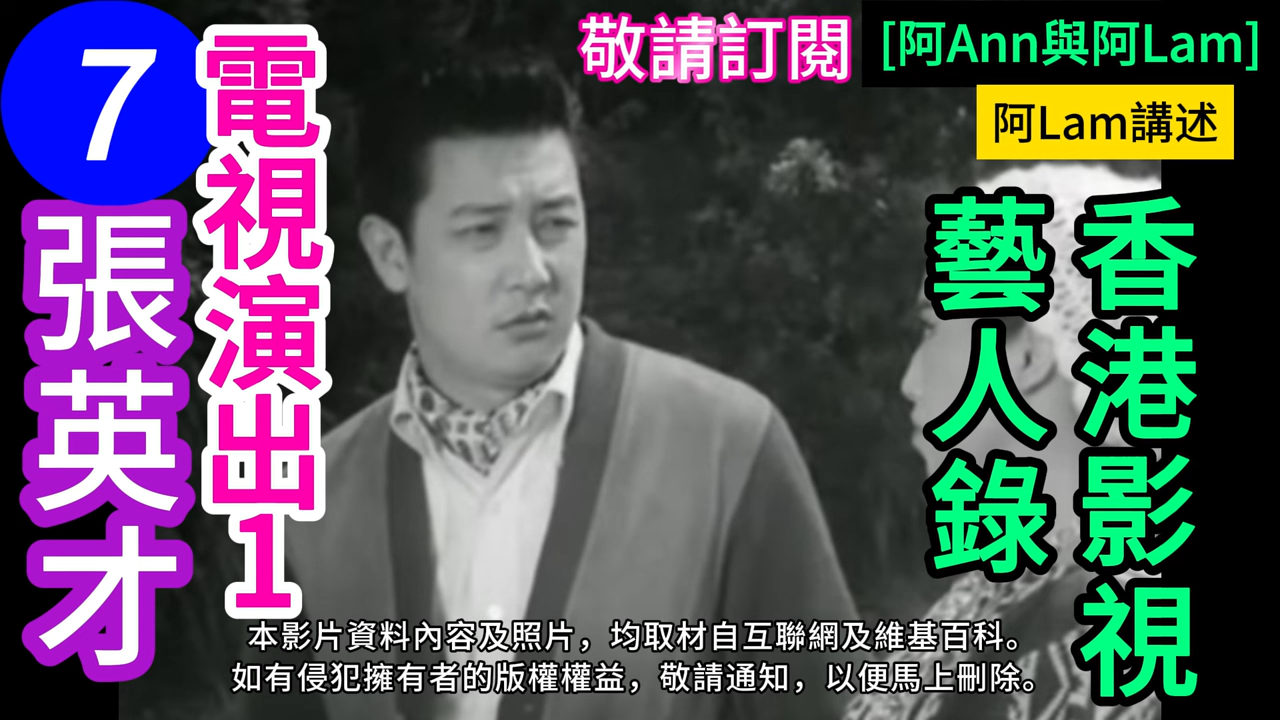 7
張英才
電視演出1
敬請訂閱
[阿Ann與阿Lam]
阿Lam講述
香港影視
藝人錄
本影片資料內容及照片，均取材自互聯網及維基百科。
如有侵犯擁有者的版權權益，敬請通知，以便馬上刪除。